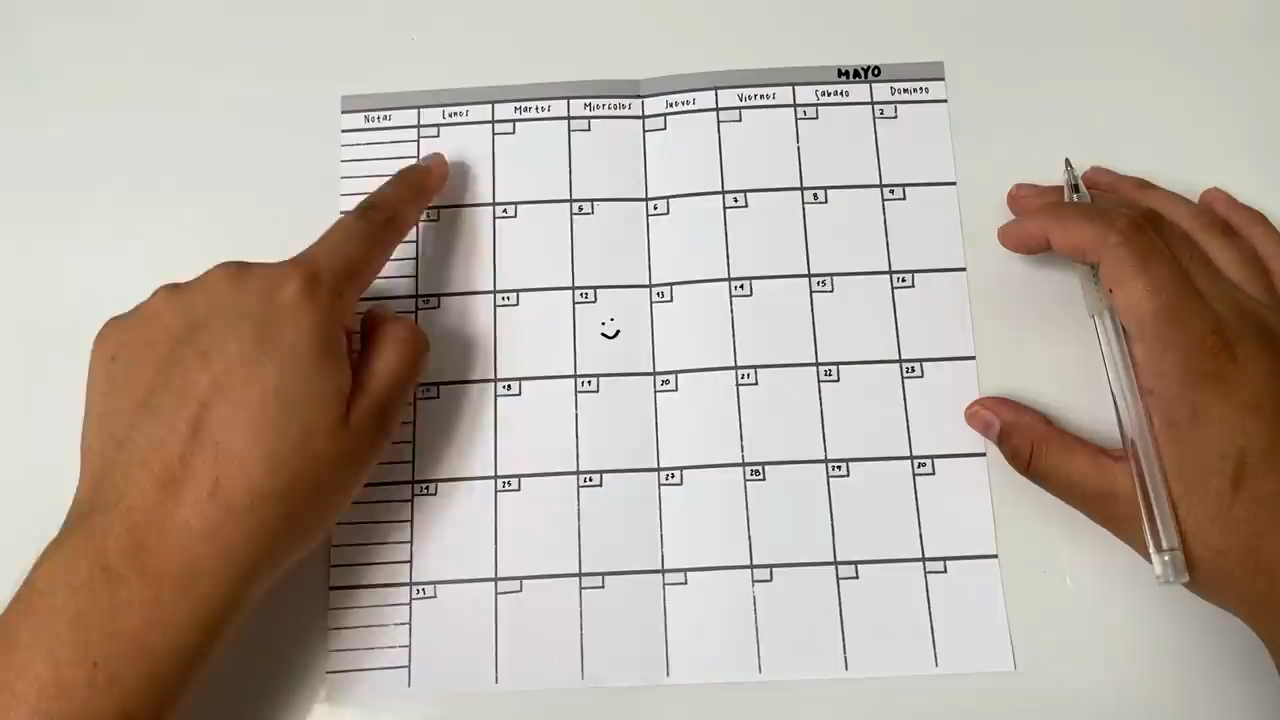 MAYO
Notas Lunes Martes Miercoles Jueves Viernes Sabado Domingo
1 2
3 4 5 6 7 8 9
10 11 12 13 14 15 16
17 18 19 20 21 22 23
24 25 26 27 28 29 30
31